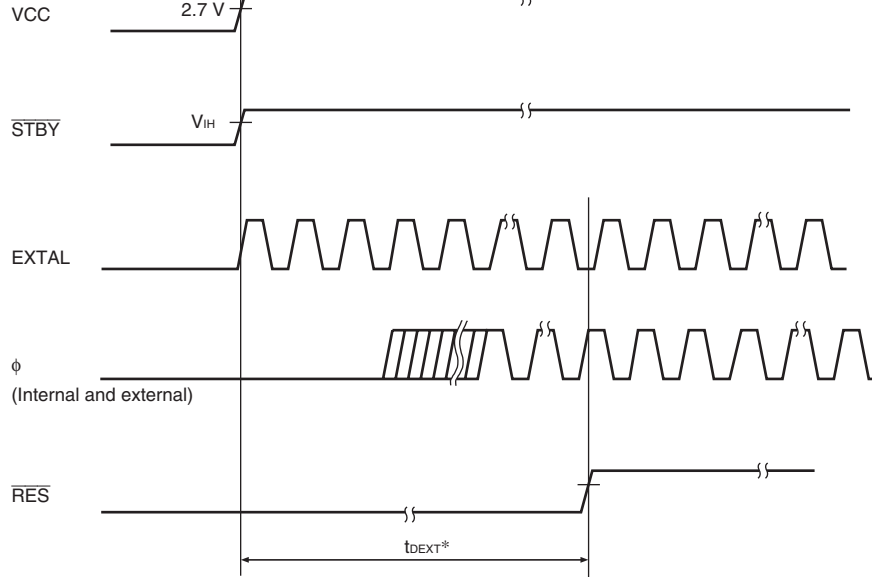 VCC
2.7 V
STBY
VIH
EXTAL
φ
(Internal and external)
RES
tDEXT*